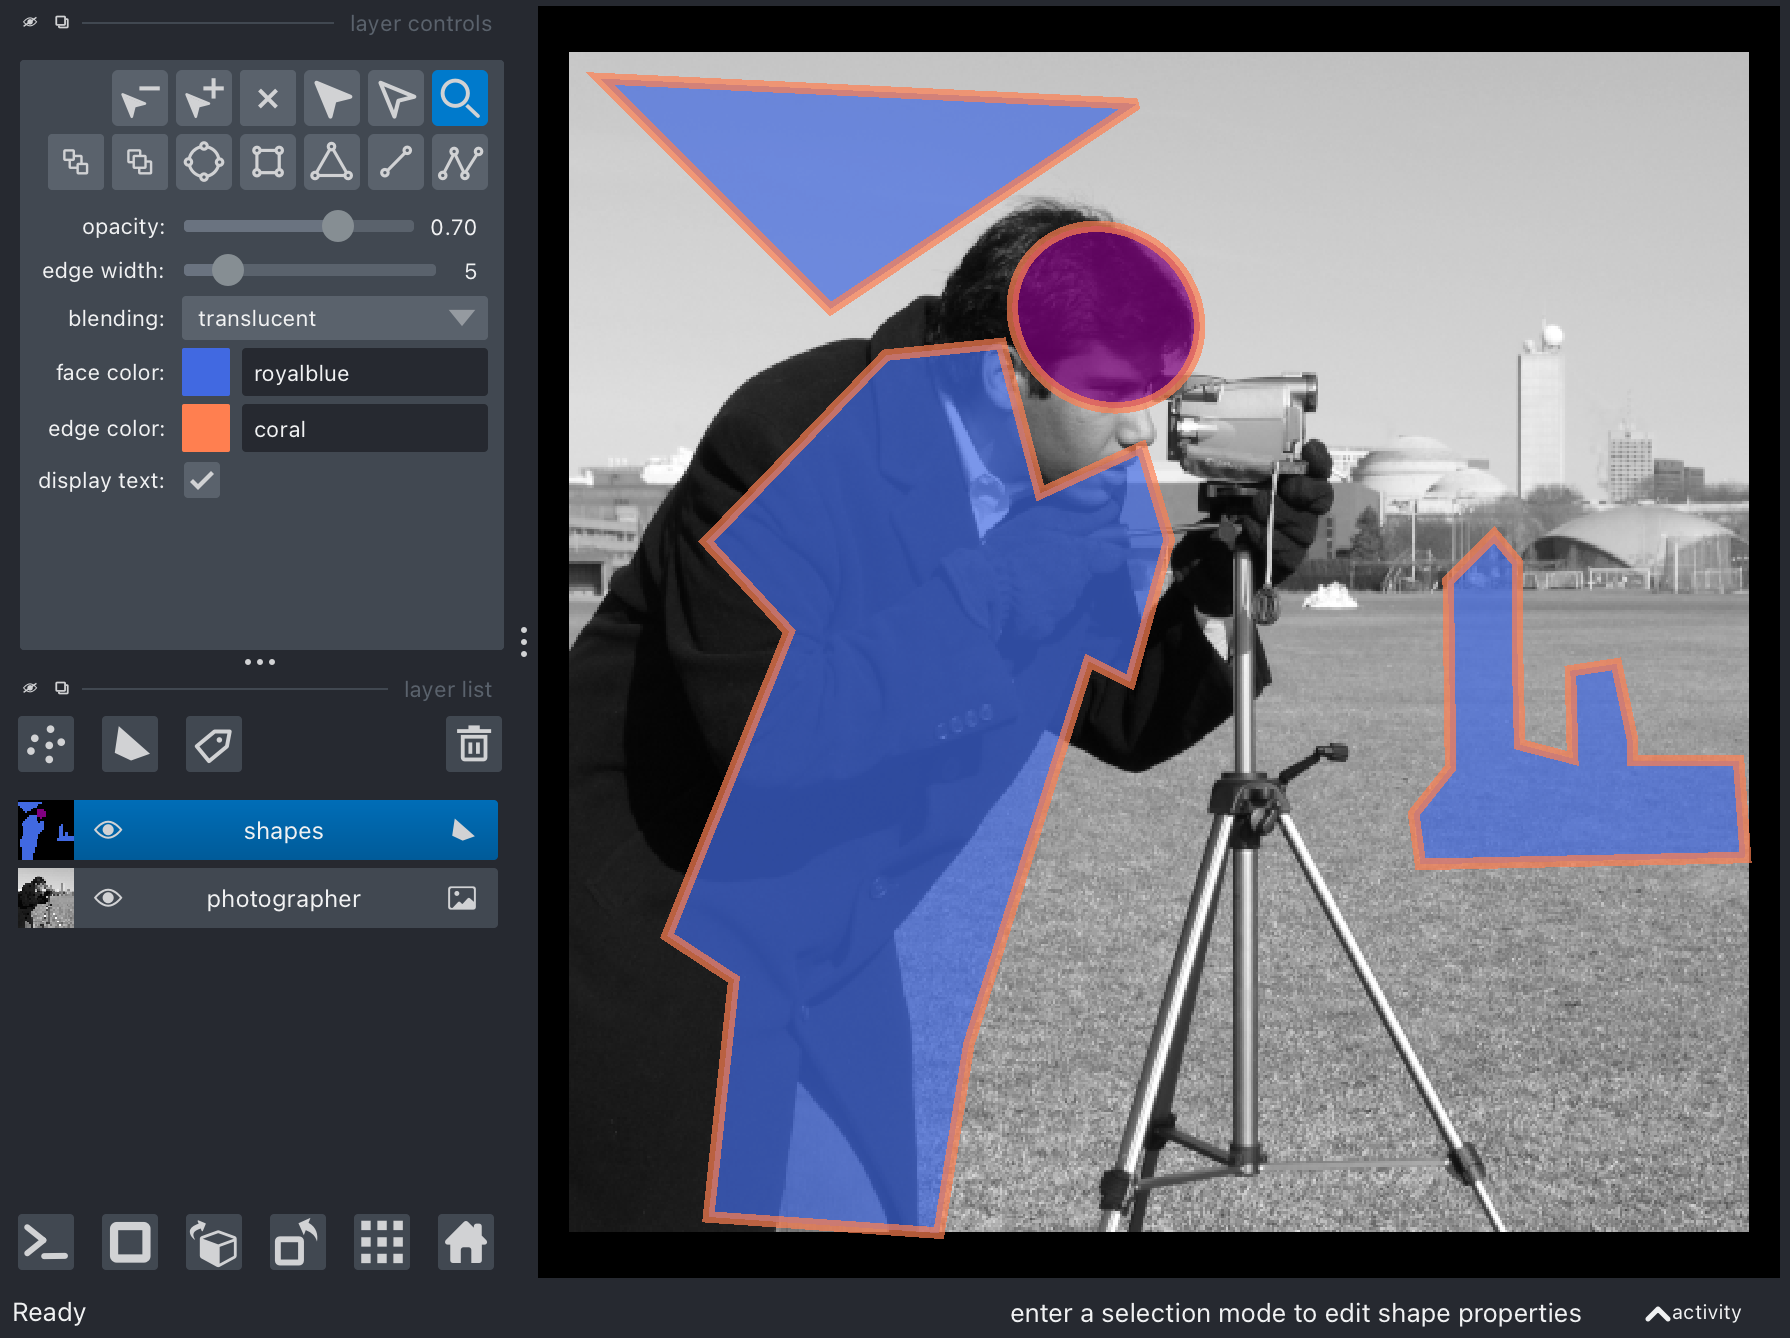 layer controls
opacity: 0.70
edge width: 5
blending: translucent
face color: royalblue
edge color: coral
display text:
layer list
shapes
photographer
Ready
enter a selection mode to edit shape properties
activity